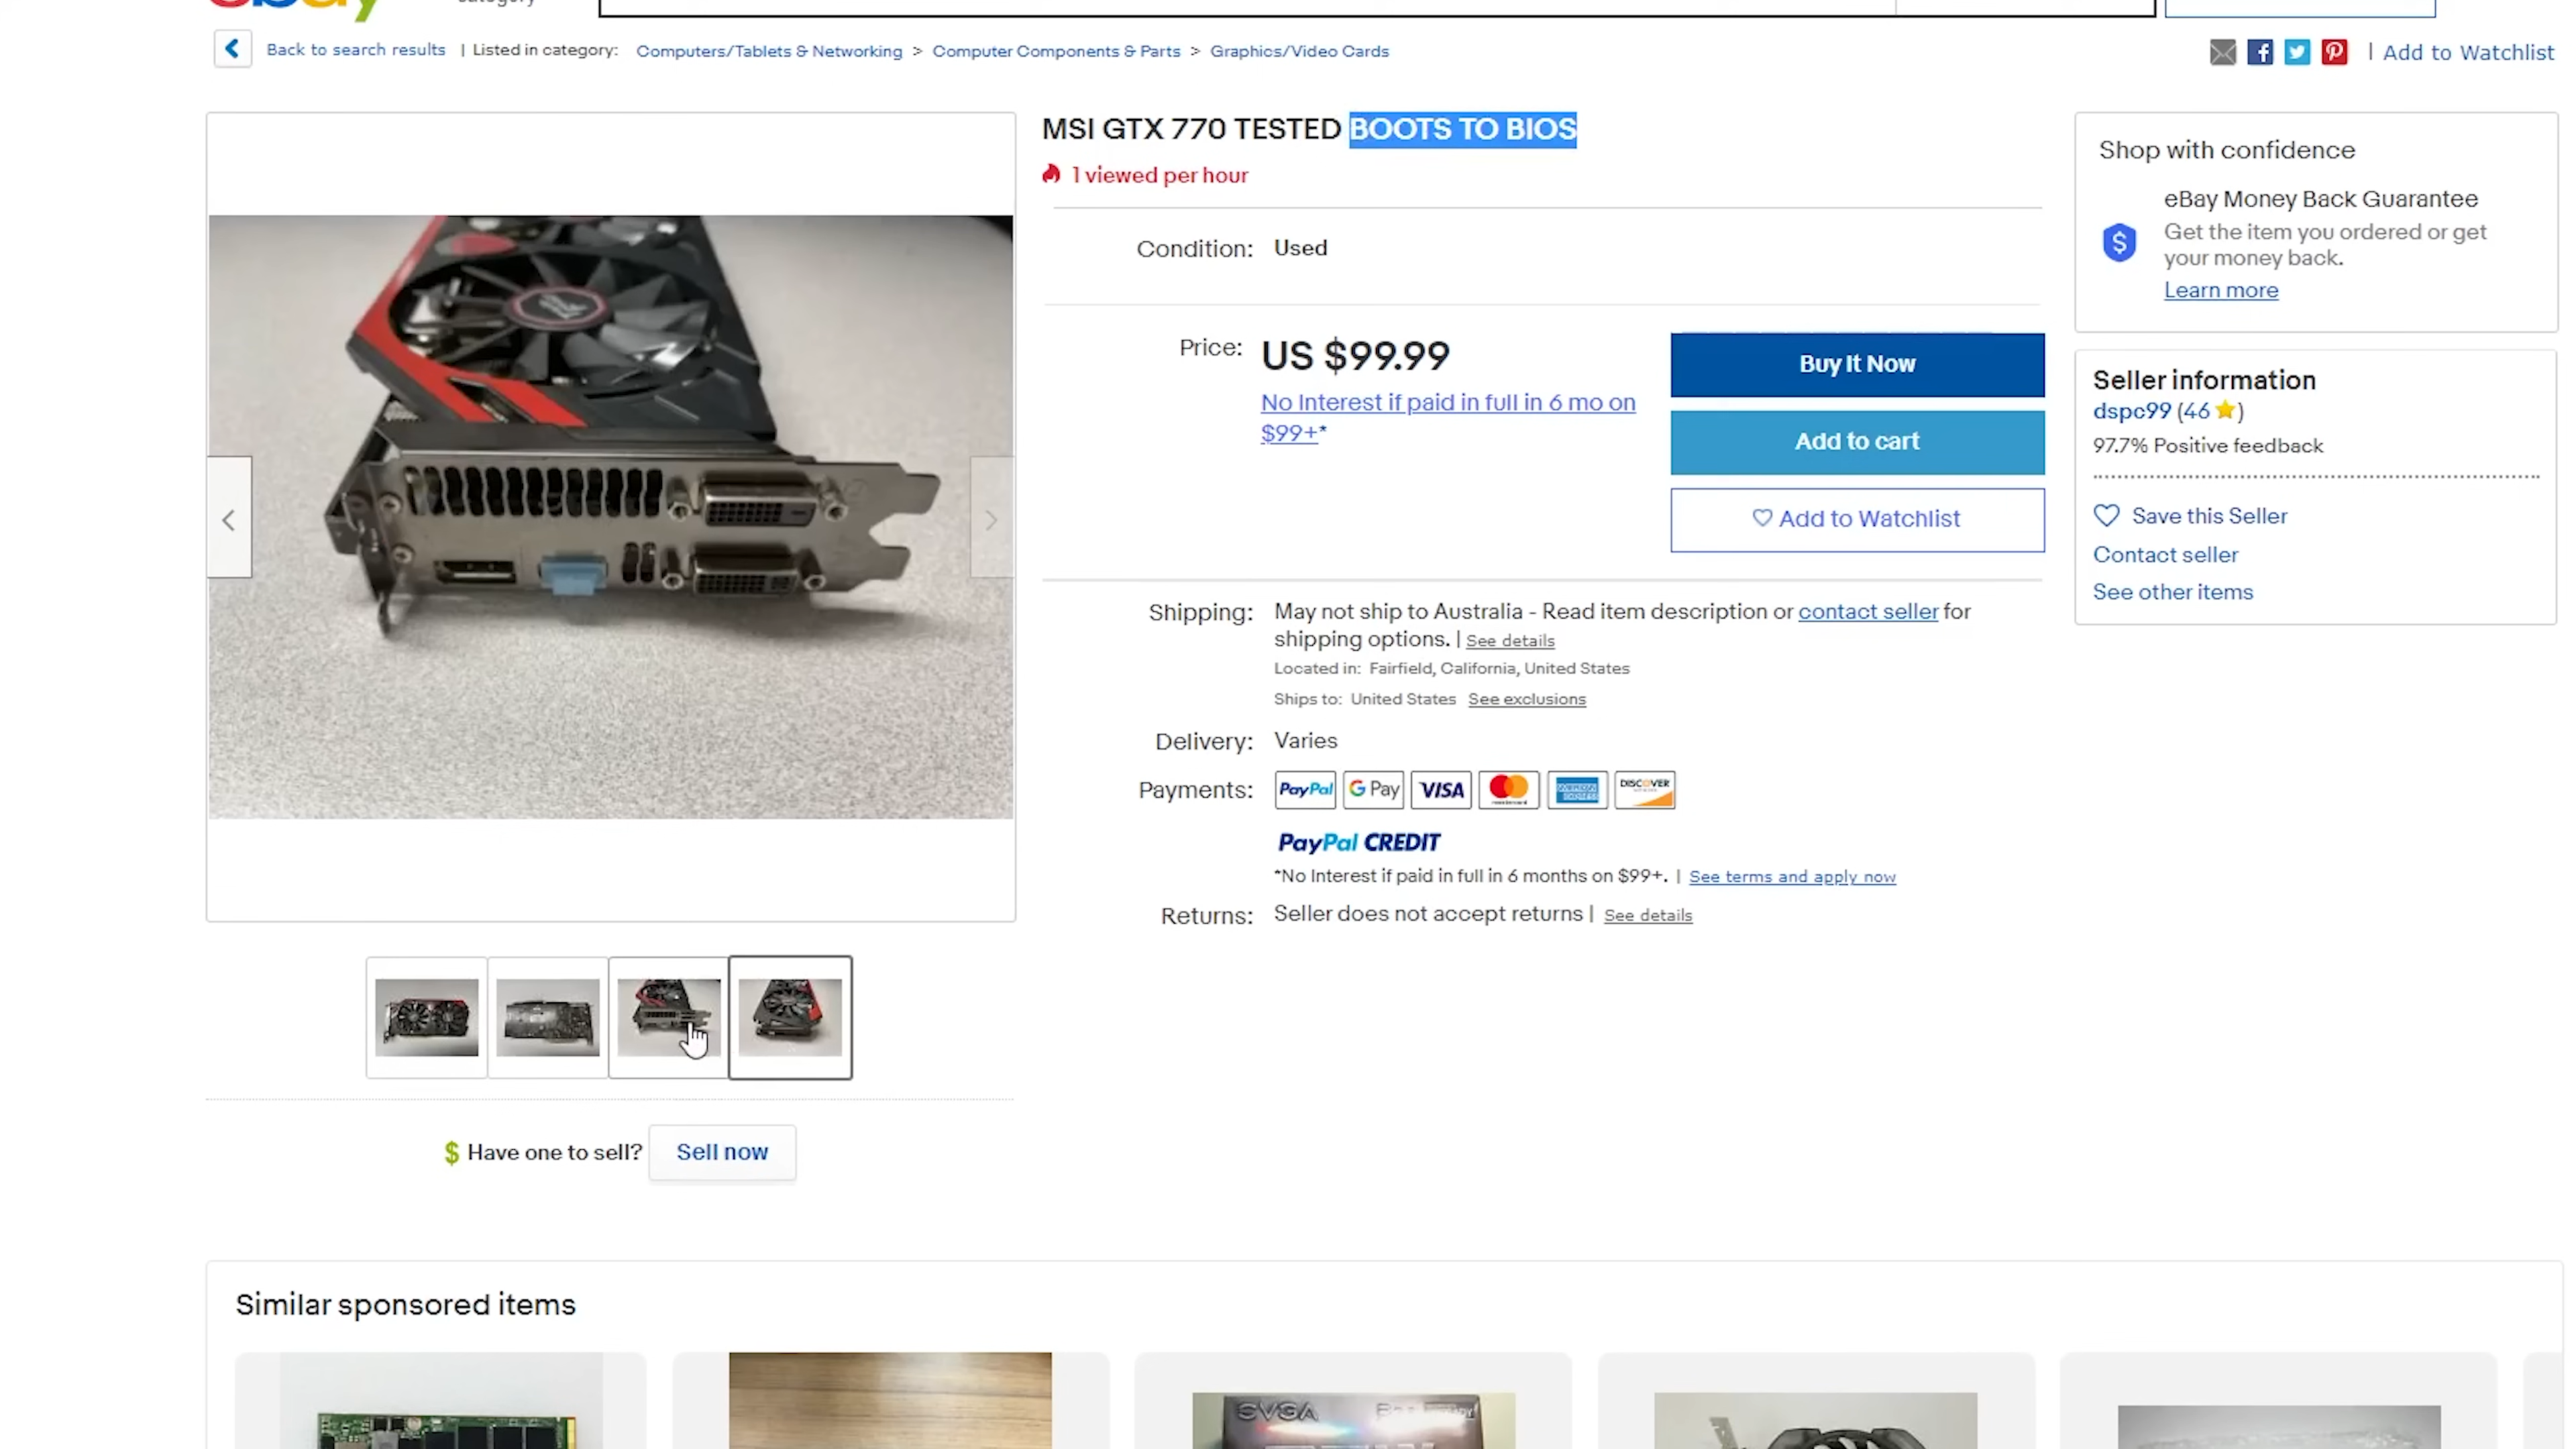 ebay
category
Back to search results | Listed in category: Computers/Tablets & Networking > Computer Components & Parts > Graphics/Video Cards
| Add to Watchlist
MSI GTX 770 TESTED BOOTS TO BIOS
1 viewed per hour
Condition: Used
Price: US $99.99
No Interest if paid in full in 6 mo on
$99+*
Buy It Now
Add to cart
Add to Watchlist
Shipping: May not ship to Australia - Read item description or contact seller for
shipping options. | See details
Located in: Fairfield, California, United States
Ships to: United States See exclusions
Delivery: Varies
Payments: PayPal G Pay VISA mastercard AMERICAN EXPRESS DISCOVER
PayPal CREDIT
*No Interest if paid in full in 6 months on $99+. | See terms and apply now
Returns: Seller does not accept returns | See details
Shop with confidence
eBay Money Back Guarantee
Get the item you ordered or get
your money back.
Learn more
Seller information
dspc99 (46)
97.7% Positive feedback
Save this Seller
Contact seller
See other items
$ Have one to sell? Sell now
Similar sponsored items
EVGA